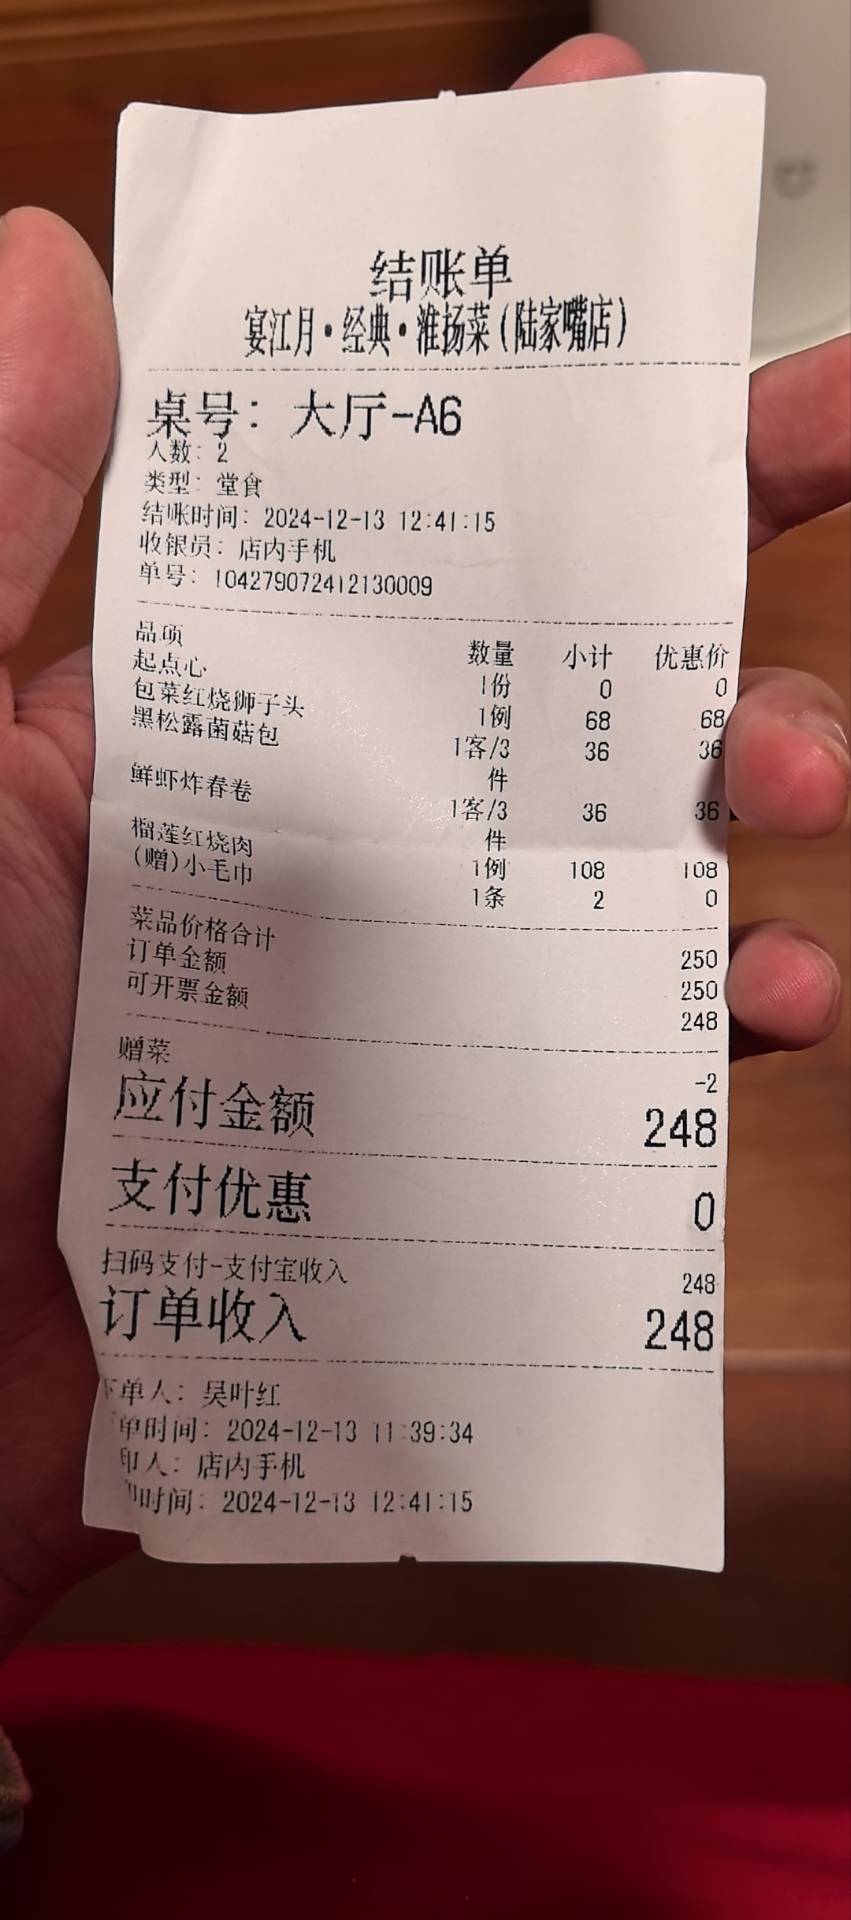 结账单
宴江月·经典·淮扬菜(陆家嘴店)
桌号: 大厅-A6
人数: 2
类型: 堂食
结账时间: 2024-12-13 12:41:15
收银员: 店内手机
单号: 104279072412130009
品项 数量 小计 优惠价
起点心 1份 0 0
包菜红烧狮子头 1例 68 68
黑松露菌菇包 1客/3 36 36
件
鲜虾炸春卷 1客/3 36 36
件
榴莲红烧肉 1例 108 108
(赠)小毛巾 1条 2 0
菜品价格合计 250
订单金额 250
可开票金额 248
赠菜 -2
应付金额 248
支付优惠 0
扫码支付-支付宝收入 248
订单收入 248
下单人: 吴叶红
单时间: 2024-12-13 11:39:34
印人: 店内手机
印时间: 2024-12-13 12:41:15